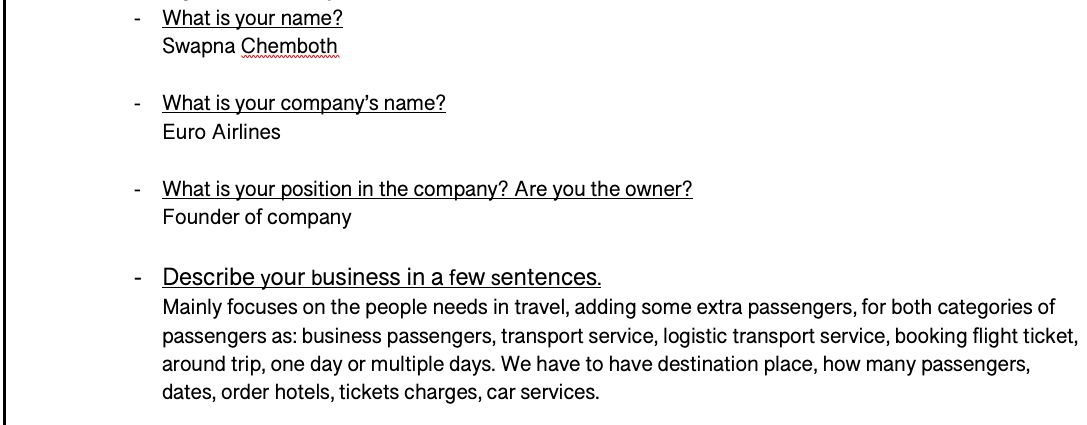 - What is your name?
Swapna Chemboth
- What is your company's name?
Euro Airlines
- What is your position in the company? Are you the owner?
Founder of company
- Describe your business in a few sentences.
Mainly focuses on the people needs in travel, adding some extra passengers, for both categories of
passengers as: business passengers, transport service, logistic transport service, booking flight ticket,
around trip, one day or multiple days. We have to have destination place, how many passengers,
dates, order hotels, tickets charges, car services.